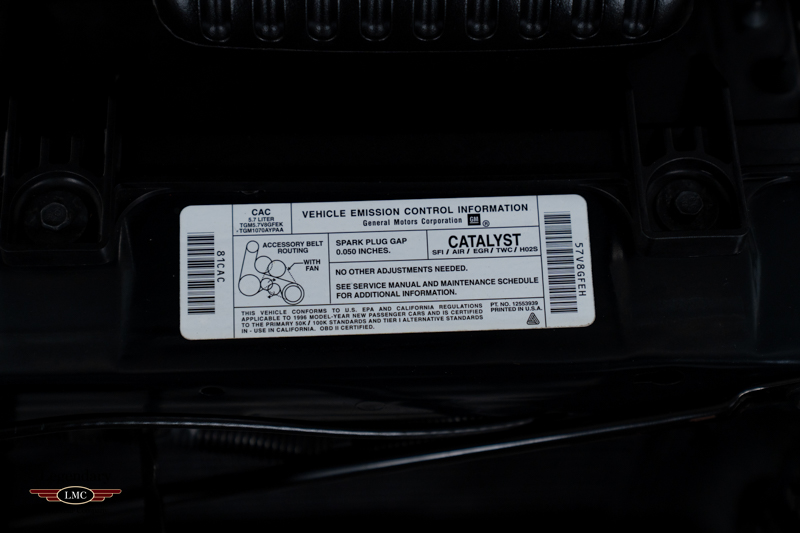 CAC
5.7 LITER
TGM5.7V8GFEK
- TGM1070AYPAA
VEHICLE EMISSION CONTROL INFORMATION
General Motors Corporation GM ®
81CAC
ACCESSORY BELT
ROUTING
WITH
FAN
SPARK PLUG GAP
0.050 INCHES.
CATALYST
SFI / AIR / EGR / TWC / HO2S
NO OTHER ADJUSTMENTS NEEDED.
SEE SERVICE MANUAL AND MAINTENANCE SCHEDULE
FOR ADDITIONAL INFORMATION.
THIS VEHICLE CONFORMS TO U.S. EPA AND CALIFORNIA REGULATIONS
APPLICABLE TO 1996 MODEL-YEAR NEW PASSENGER CARS AND IS CERTIFIED
TO THE PRIMARY 50K / 100K STANDARDS AND TIER I ALTERNATIVE STANDARDS
IN - USE IN CALIFORNIA. OBD II CERTIFIED.
PT. NO. 12553939
PRINTED IN U.S.A.
57V8GFEH
LMC